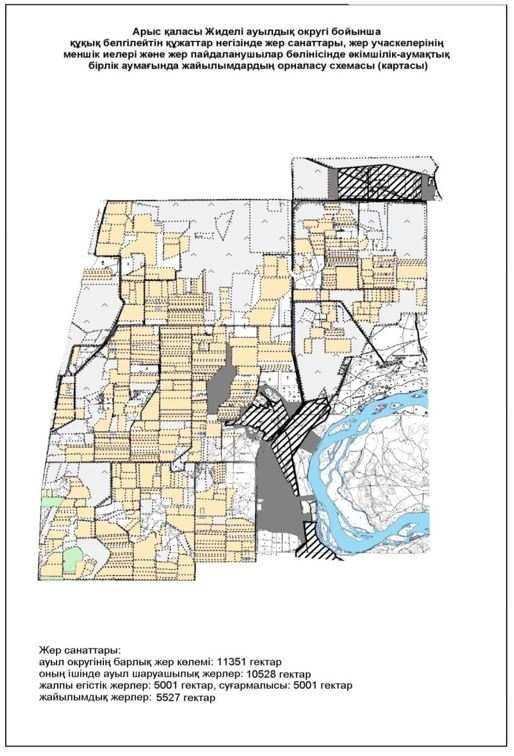 Арыс қаласы Жиделі ауылдық округі бойынша
құқық белгілейтін құжаттар негізінде жер санаттары, жер учаскелерінің
меншік иелері және жер пайдаланушылар бөлінісінде әкімшілік-аумақтық
бірлік аумағында жайылымдардың орналасу схемасы (картасы)
Жер санаттары:
ауыл округінің барлық жер көлемі: 11351 гектар
оның ішінде ауыл шаруашылық жерлер: 10528 гектар
жалпы егістік жерлер: 5001 гектар, суғармалысы: 5001 гектар
жайылымдық жерлер: 5527 гектар